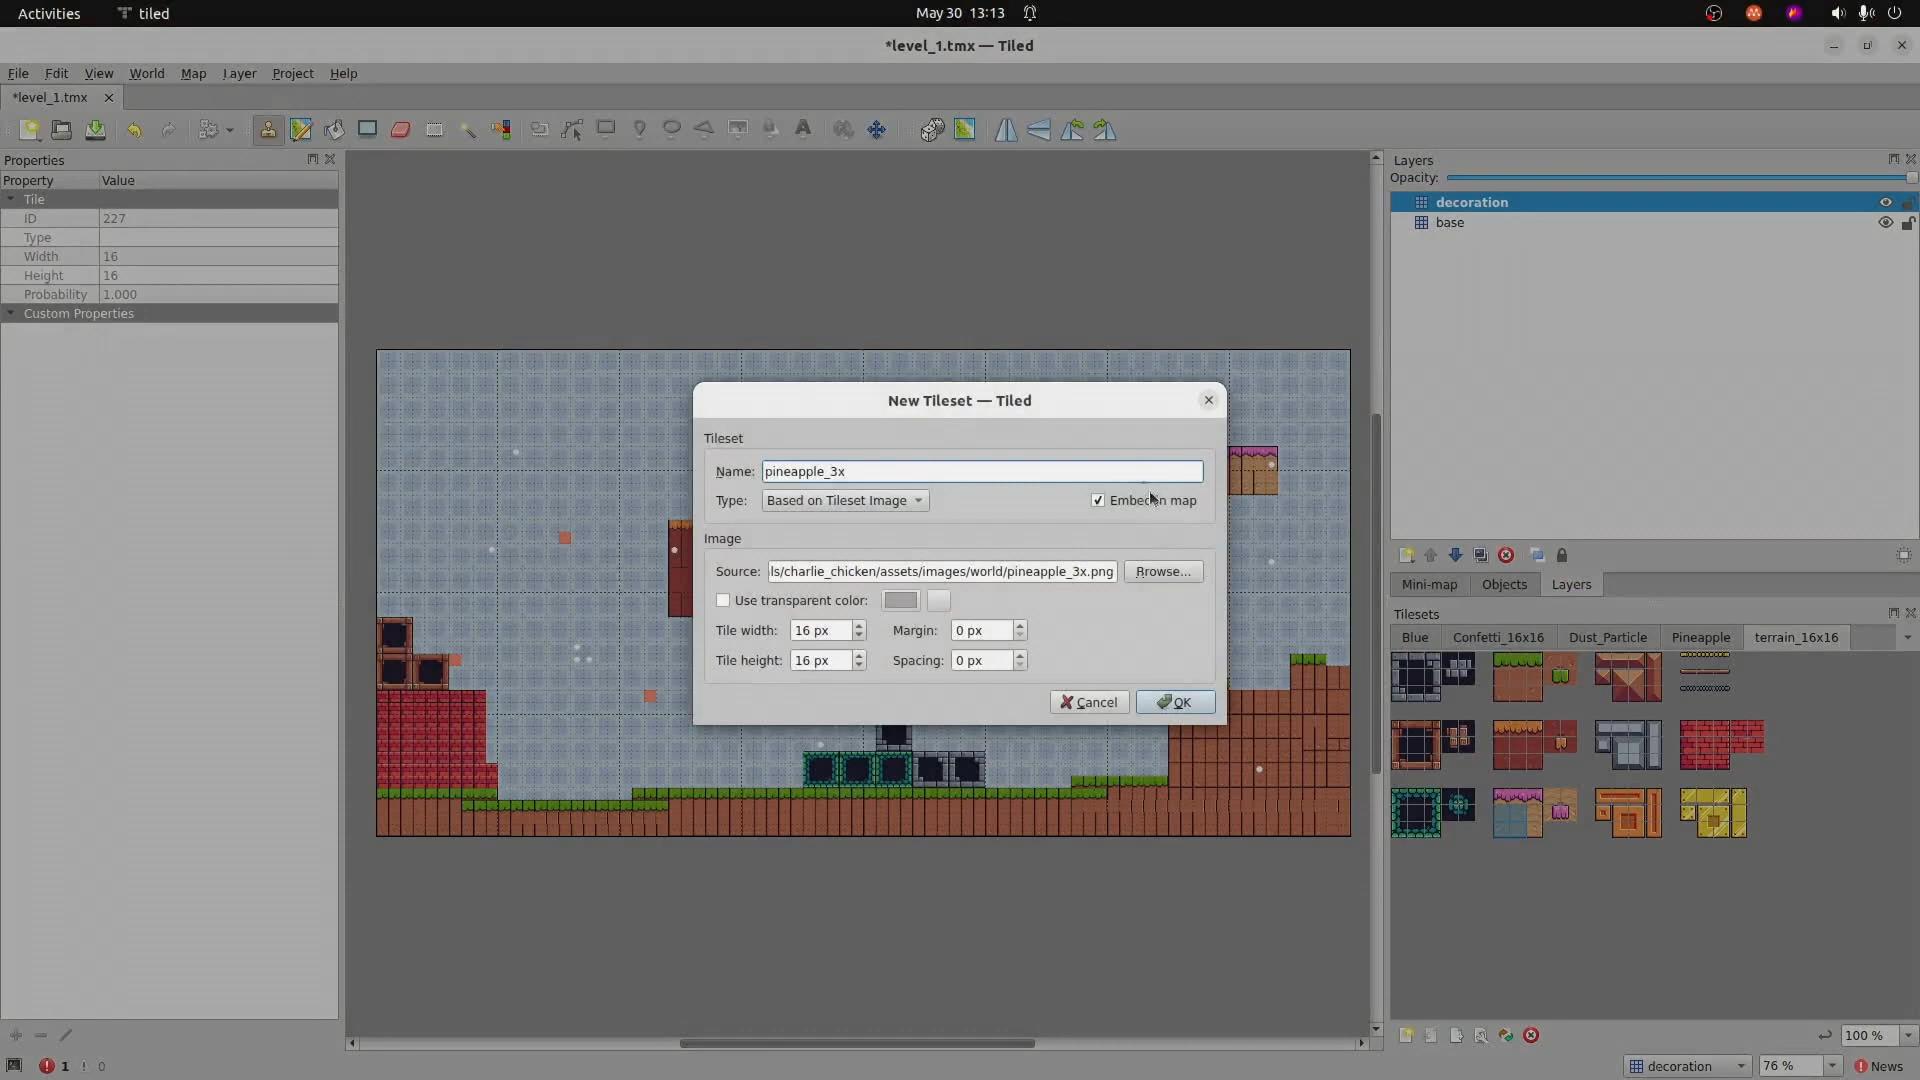 Activities
tiled
May 30 13:13
*level_1.tmx — Tiled
File Edit View World Map Layer Project Help
*level_1.tmx
Properties
Property Value
Tile
ID 227
Type
Width 16
Height 16
Probability 1.000
Custom Properties
New Tileset — Tiled
Tileset
Name: pineapple_3x
Type: Based on Tileset Image
Embed in map
Image
Source: ls/charlie_chicken/assets/images/world/pineapple_3x.png Browse...
Use transparent color:
Tile width: 16 px Margin: 0 px
Tile height: 16 px Spacing: 0 px
Cancel OK
Layers
Opacity:
decoration
base
Mini-map Objects Layers
Tilesets
Blue Confetti_16x16 Dust_Particle Pineapple terrain_16x16
100 %
1 0
decoration 76 % News